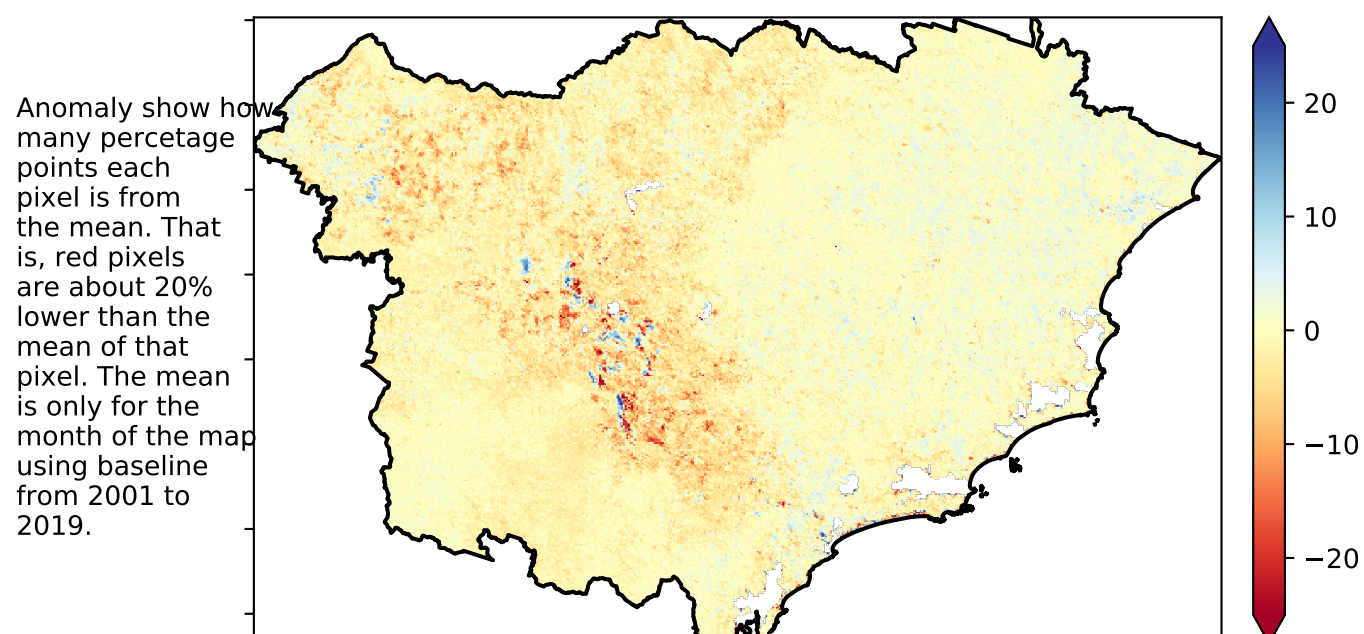 Anomaly show how
many percetage
points each
pixel is from
the mean. That
is, red pixels
are about 20%
lower than the
mean of that
pixel. The mean
is only for the
month of the map
using baseline
from 2001 to
2019.
20
10
0
−10
−20